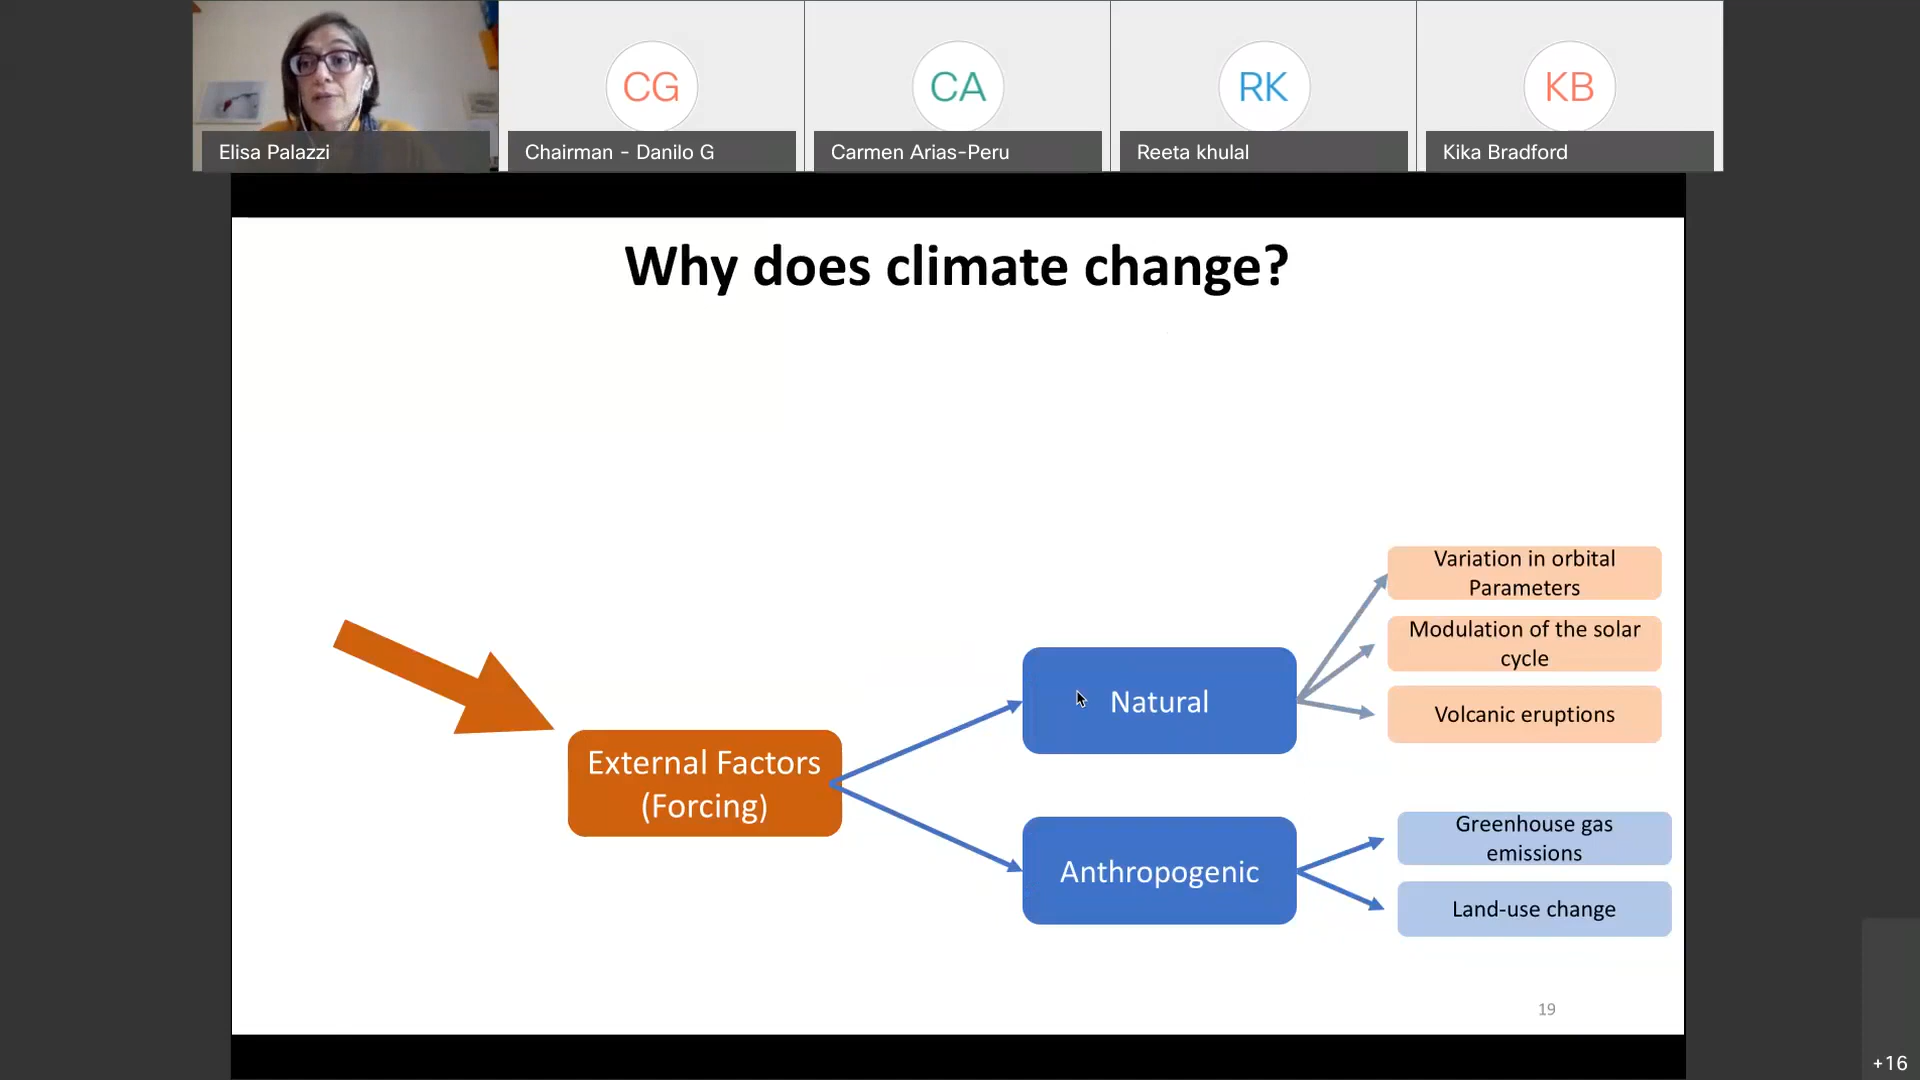 CG
CA
RK
KB
Elisa Palazzi
Chairman - Danilo G
Carmen Arias-Peru
Reeta khulal
Kika Bradford
Why does climate change?
Variation in orbital
Parameters
Modulation of the solar
cycle
Natural
Volcanic eruptions
External Factors
(Forcing)
Greenhouse gas
emissions
Anthropogenic
Land-use change
19
+16